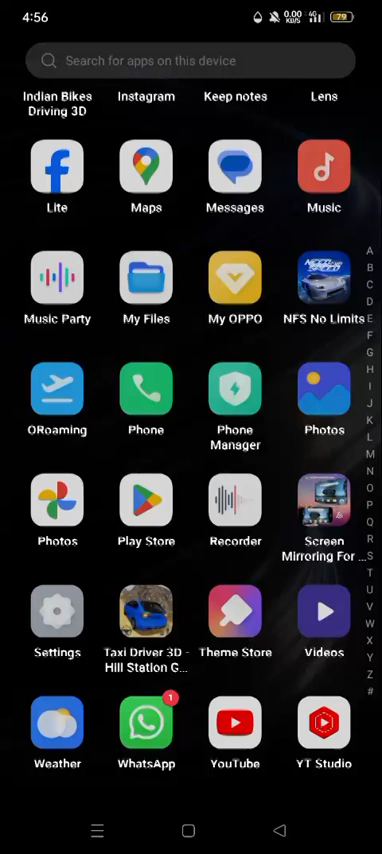 4:56
0.00
KB/S
4G
79
Search for apps on this device
Indian Bikes
Driving 3D
Instagram
Keep notes
Lens
Lite
Maps
Messages
Music
Music Party
My Files
My OPPO
NFS No Limits
ORoaming
Phone
Phone
Manager
Photos
Photos
Play Store
Recorder
Screen
Mirroring For ...
Settings
Taxi Driver 3D -
Hill Station G...
Theme Store
Videos
1
Weather
WhatsApp
YouTube
YT Studio
A
B
C
D
E
F
G
H
I
J
K
L
M
N
O
P
Q
R
S
T
U
V
W
X
Y
Z
#